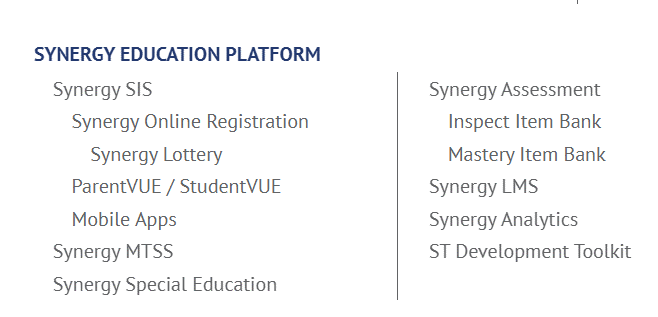 SYNERGY EDUCATION PLATFORM
Synergy SIS
Synergy Online Registration
Synergy Lottery
ParentVUE / StudentVUE
Mobile Apps
Synergy MTSS
Synergy Special Education
Synergy Assessment
Inspect Item Bank
Mastery Item Bank
Synergy LMS
Synergy Analytics
ST Development Toolkit